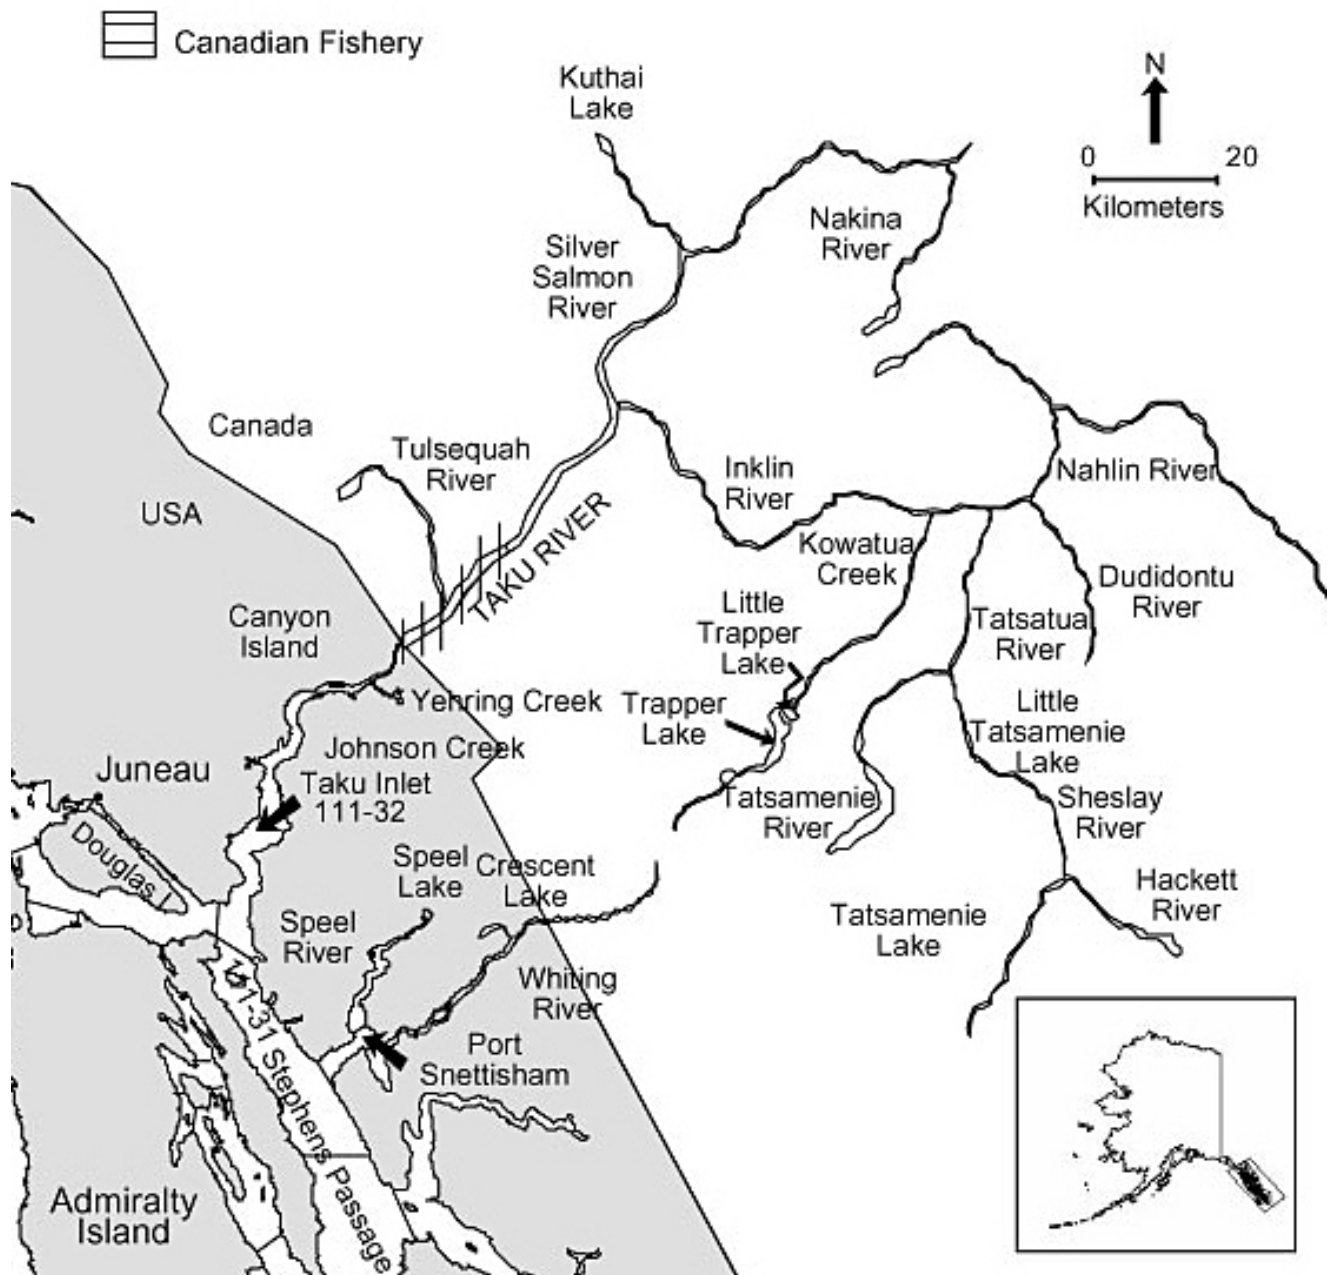 Canadian Fishery
N
0 20
Kilometers
Kuthai
Lake
Nakina
River
Silver
Salmon
River
Canada
Tulsequah
River
Inklin
River
Nahlin River
USA
TAKU RIVER
Kowatua
Creek
Dudidontu
River
Little
Trapper
Lake
Tatsatua
River
Canyon
Island
Yehring Creek
Trapper
Lake
Little
Tatsamenie
Lake
Johnson Creek
Juneau
Taku Inlet
111-32
Tatsamenie
River
Sheslay
River
Douglas I
Speel
Lake
Crescent
Lake
Hackett
River
Tatsamenie
Lake
Speel
River
Whiting
River
111-31 Stephens Passage
Port
Snettisham
Admiralty
Island